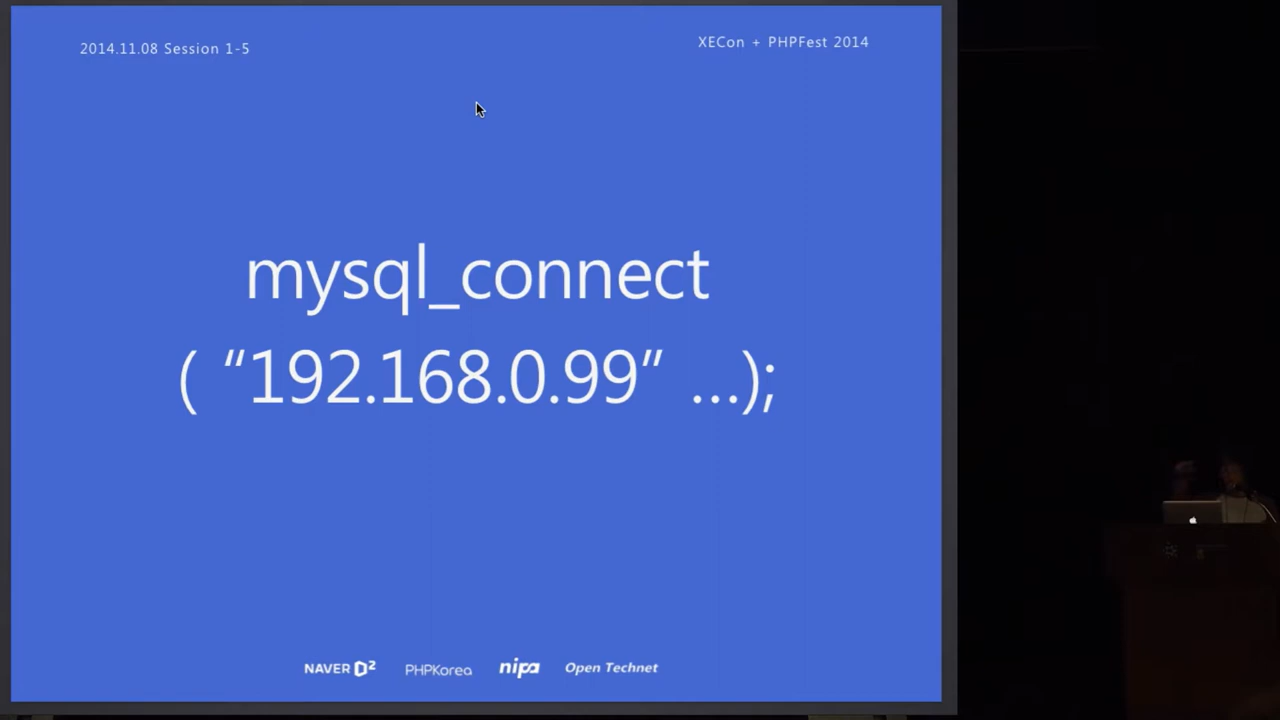 2014.11.08 Session 1-5
XECon + PHPFest 2014
mysql_connect
( “192.168.0.99” ...);
NAVER D2 PHPKorea nipa Open Technet